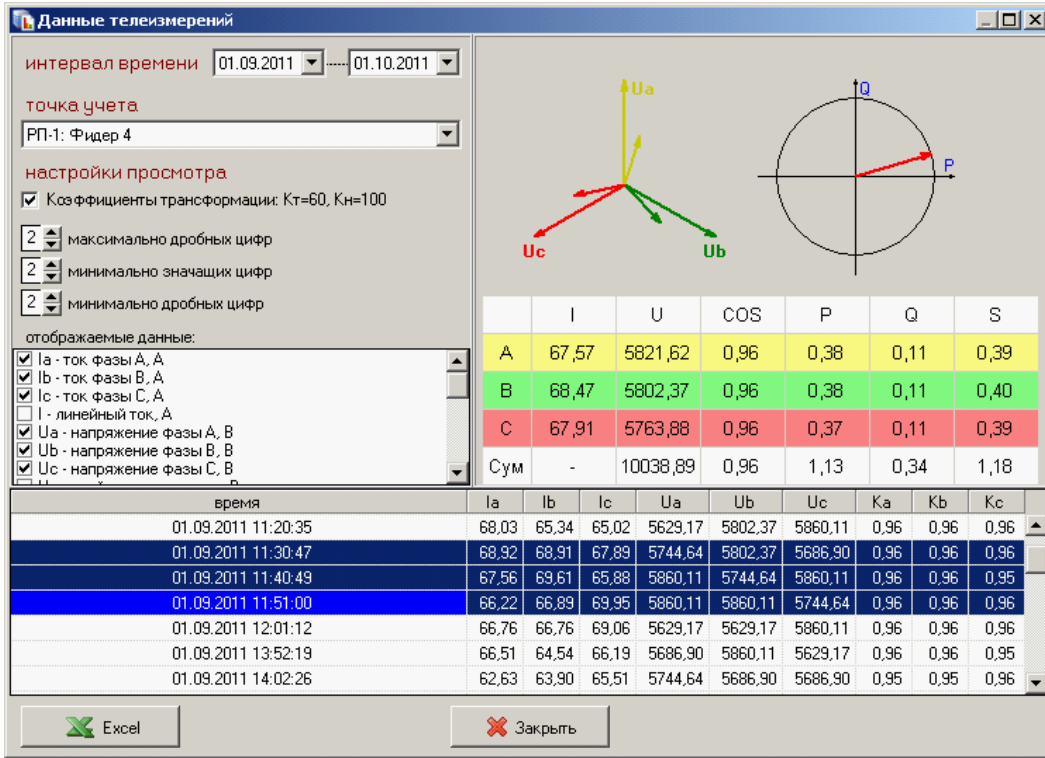 Данные телеизмерений
интервал времени 01.09.2011 ----- 01.10.2011
точка учета
РП-1: Фидер 4
настройки просмотра
Коэффициенты трансформации: Кт=60, Кн=100
2 максимально дробных цифр
2 минимально значащих цифр
2 минимально дробных цифр
отображаемые данные:
Ia - ток фазы A, A
Ib - ток фазы B, A
Ic - ток фазы C, A
I - линейный ток, A
Ua - напряжение фазы A, B
Ub - напряжение фазы B, B
Uc - напряжение фазы C, B
Ua
Uc
Ub
Q
P
I U COS P Q S
A 67,57 5821,62 0,96 0,38 0,11 0,39
B 68,47 5802,37 0,96 0,38 0,11 0,40
C 67,91 5763,88 0,96 0,37 0,11 0,39
Сум - 10038,89 0,96 1,13 0,34 1,18
время Ia Ib Ic Ua Ub Uc Ka Kb Kc
01.09.2011 11:20:35 68,03 65,34 65,02 5629,17 5802,37 5860,11 0,96 0,96 0,96
01.09.2011 11:30:47 68,92 68,91 67,89 5744,64 5802,37 5686,90 0,96 0,96 0,96
01.09.2011 11:40:49 67,56 69,61 65,88 5860,11 5744,64 5860,11 0,96 0,96 0,95
01.09.2011 11:51:00 66,22 66,89 69,95 5860,11 5860,11 5744,64 0,96 0,96 0,96
01.09.2011 12:01:12 66,76 66,76 69,06 5629,17 5629,17 5860,11 0,96 0,96 0,96
01.09.2011 13:52:19 66,51 64,54 66,19 5686,90 5860,11 5629,17 0,96 0,96 0,95
01.09.2011 14:02:26 62,63 63,90 65,51 5744,64 5686,90 5686,90 0,95 0,95 0,96
Excel
Закрыть